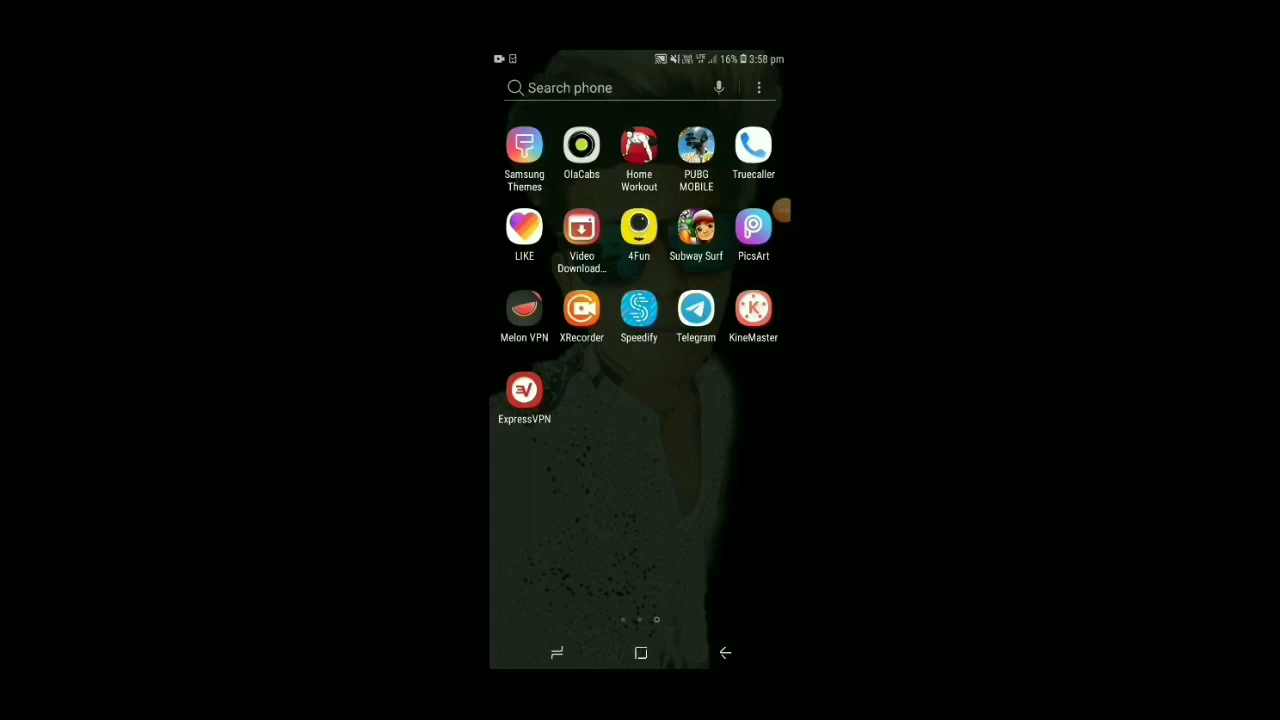 16% 3:58 pm
Search phone
Samsung Themes
OlaCabs
Home Workout
PUBG MOBILE
Truecaller
LIKE
Video Download...
4Fun
Subway Surf
PicsArt
Melon VPN
XRecorder
Speedify
Telegram
KineMaster
ExpressVPN